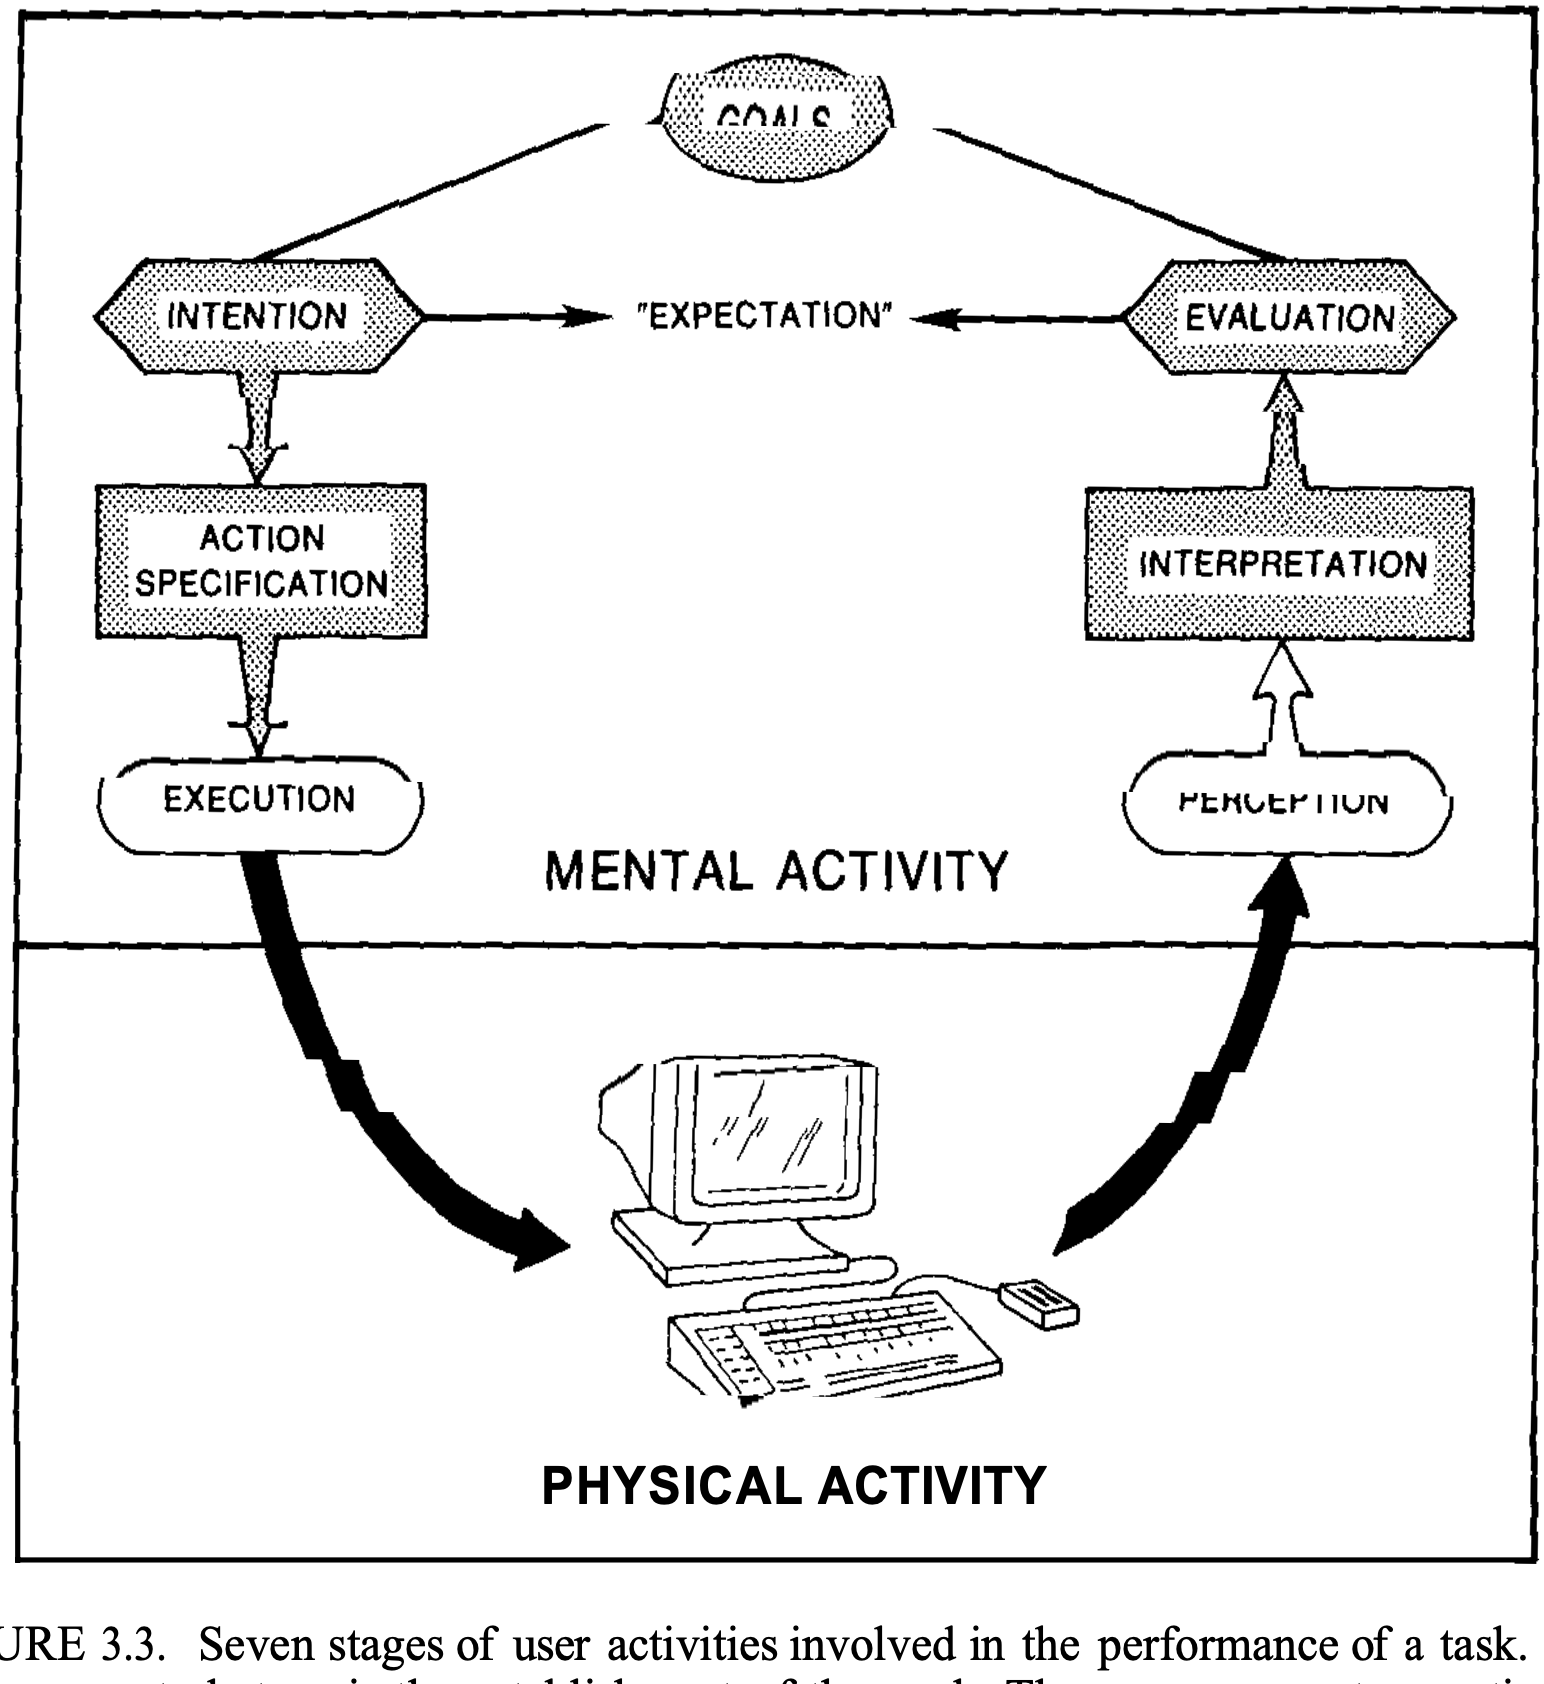 GOALS
INTENTION
"EXPECTATION"
EVALUATION
ACTION
SPECIFICATION
INTERPRETATION
EXECUTION
PERCEPTION
MENTAL ACTIVITY
PHYSICAL ACTIVITY
URE 3.3. Seven stages of user activities involved in the performance of a task.